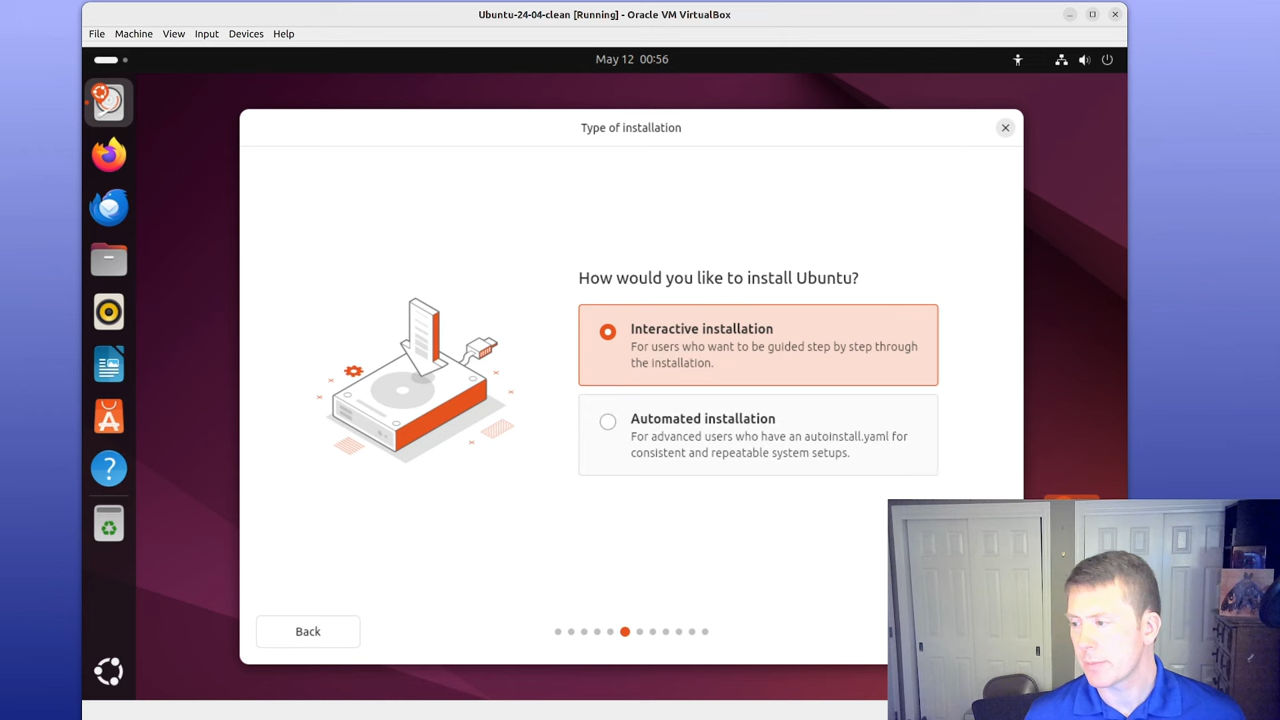 Ubuntu-24-04-clean [Running] - Oracle VM VirtualBox
File Machine View Input Devices Help
May 12 00:56
Type of installation
How would you like to install Ubuntu?
Interactive installation
For users who want to be guided step by step through
the installation.
Automated installation
For advanced users who have an autoinstall.yaml for
consistent and repeatable system setups.
Back